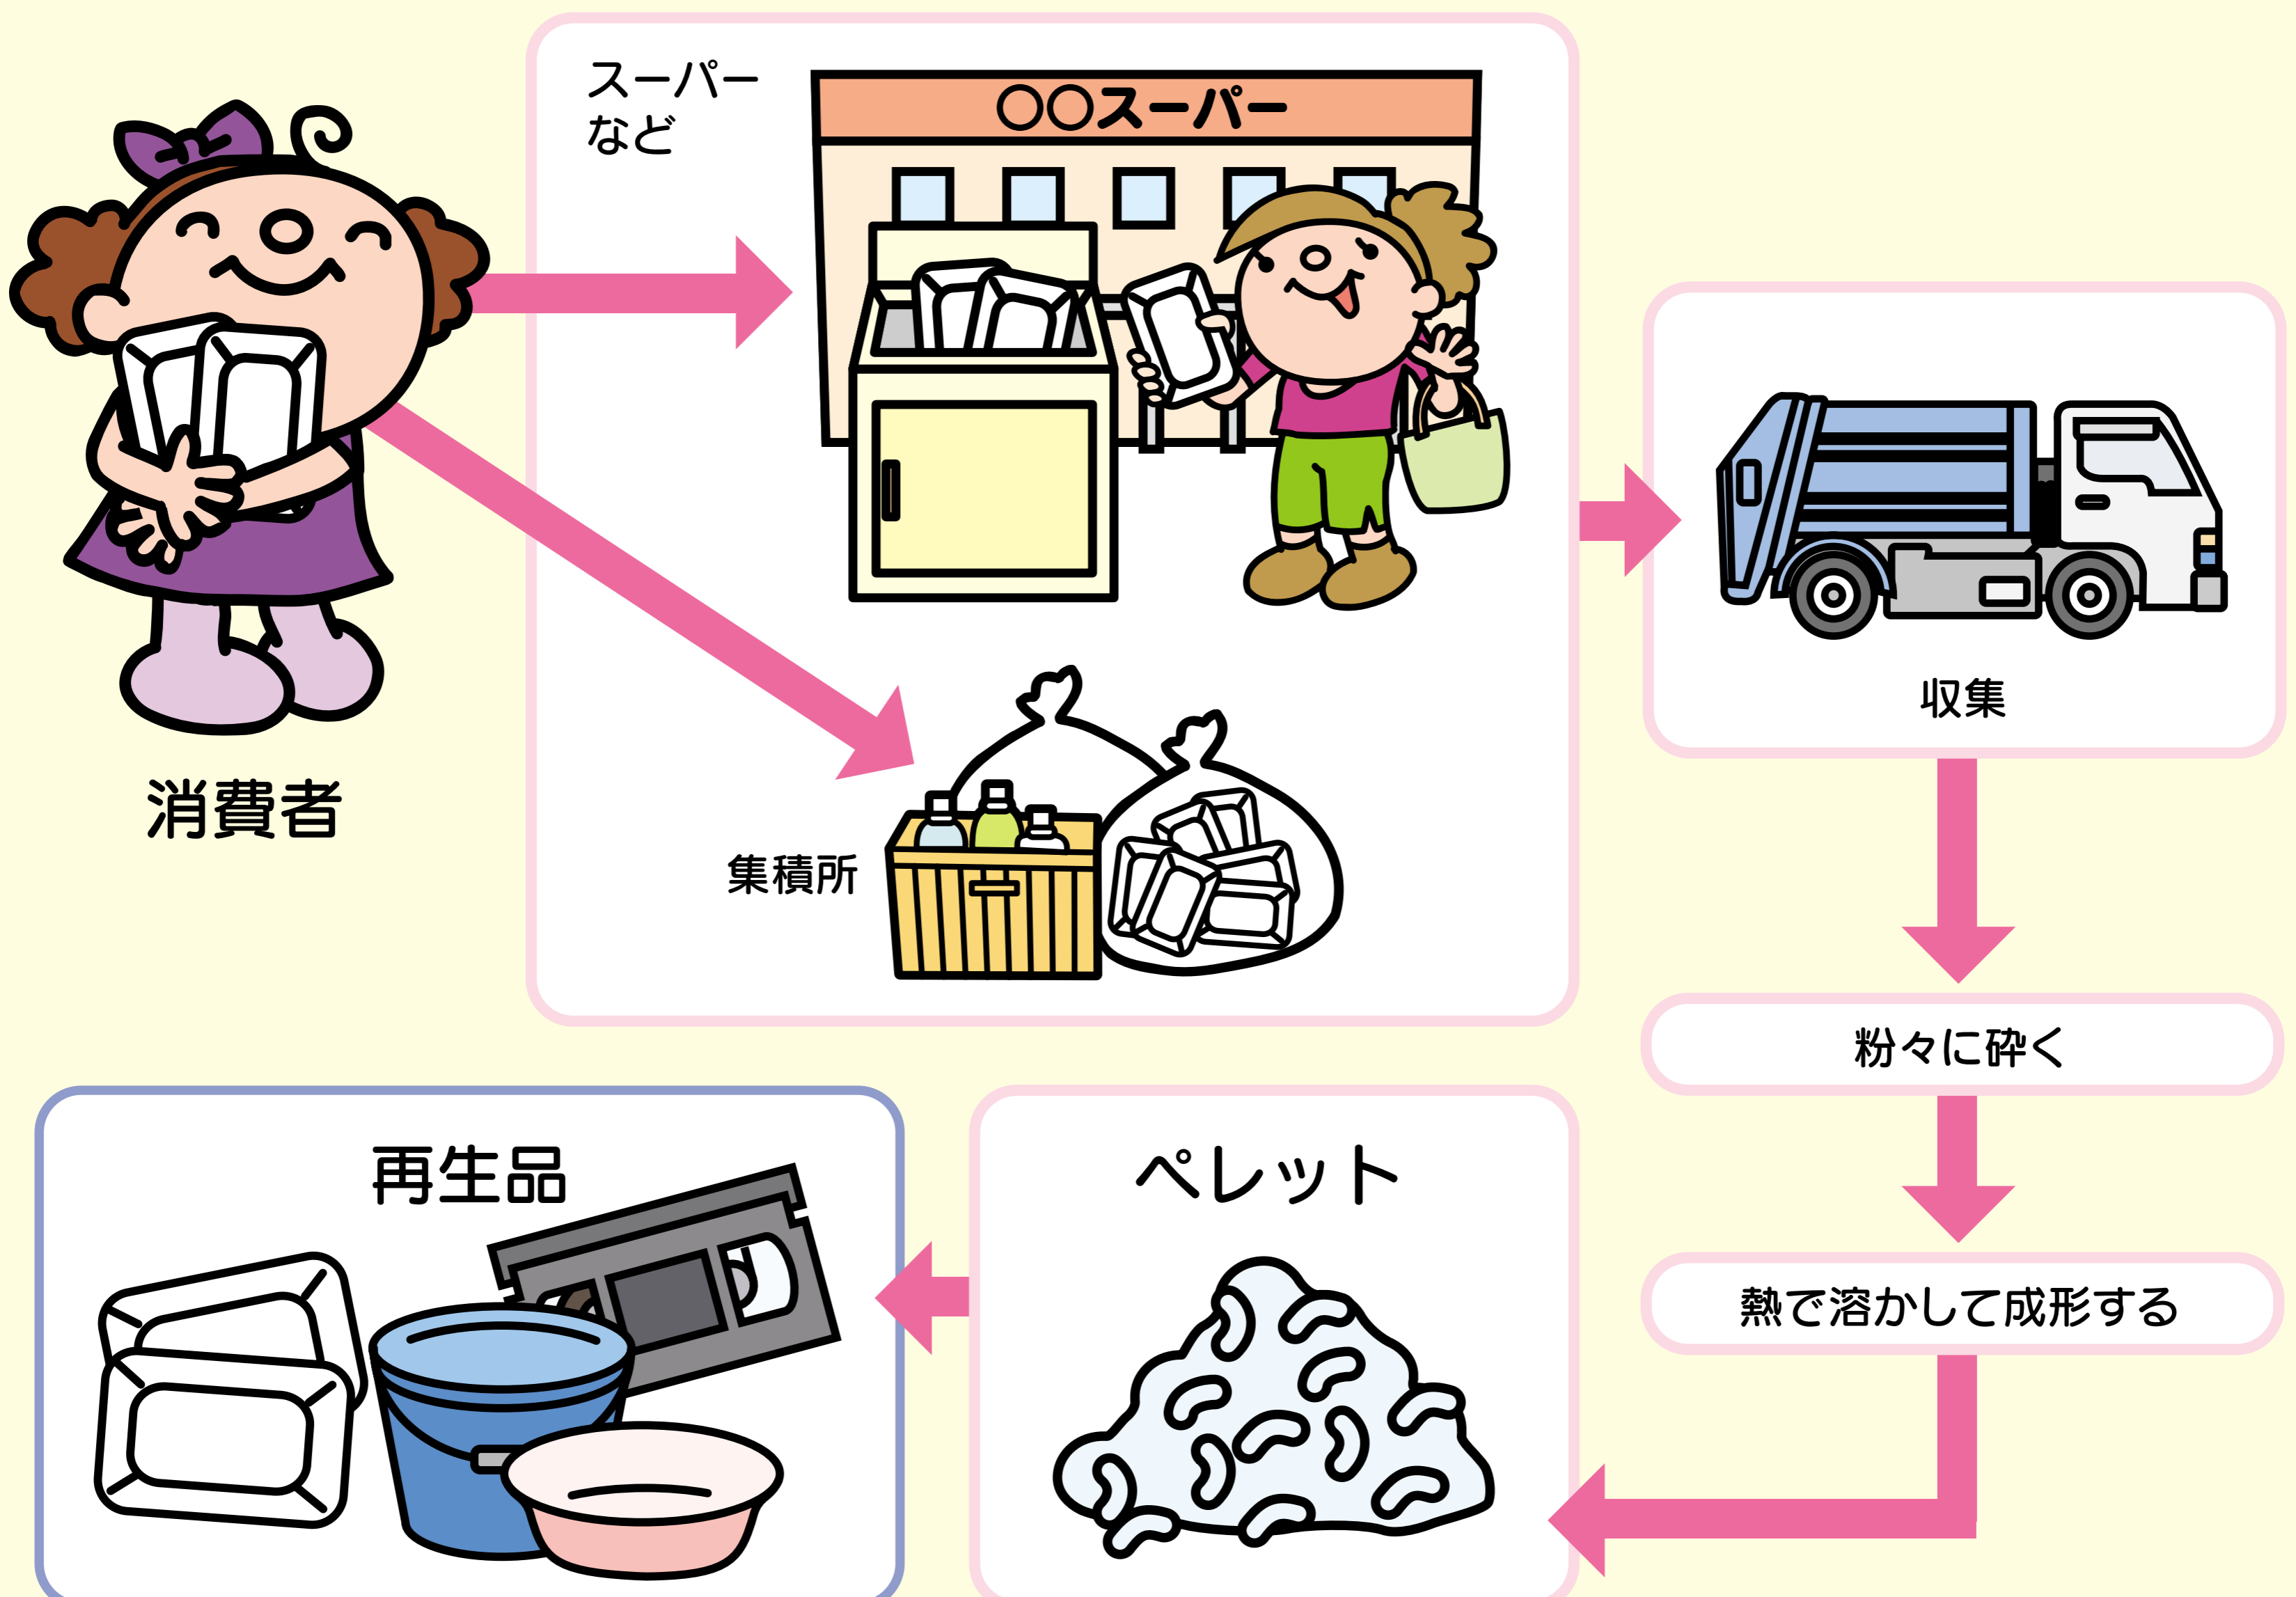 スーパー
など
○○スーパー
消費者
集積所
収集
粉々に砕く
熱で溶かして成形する
ペレット
再生品